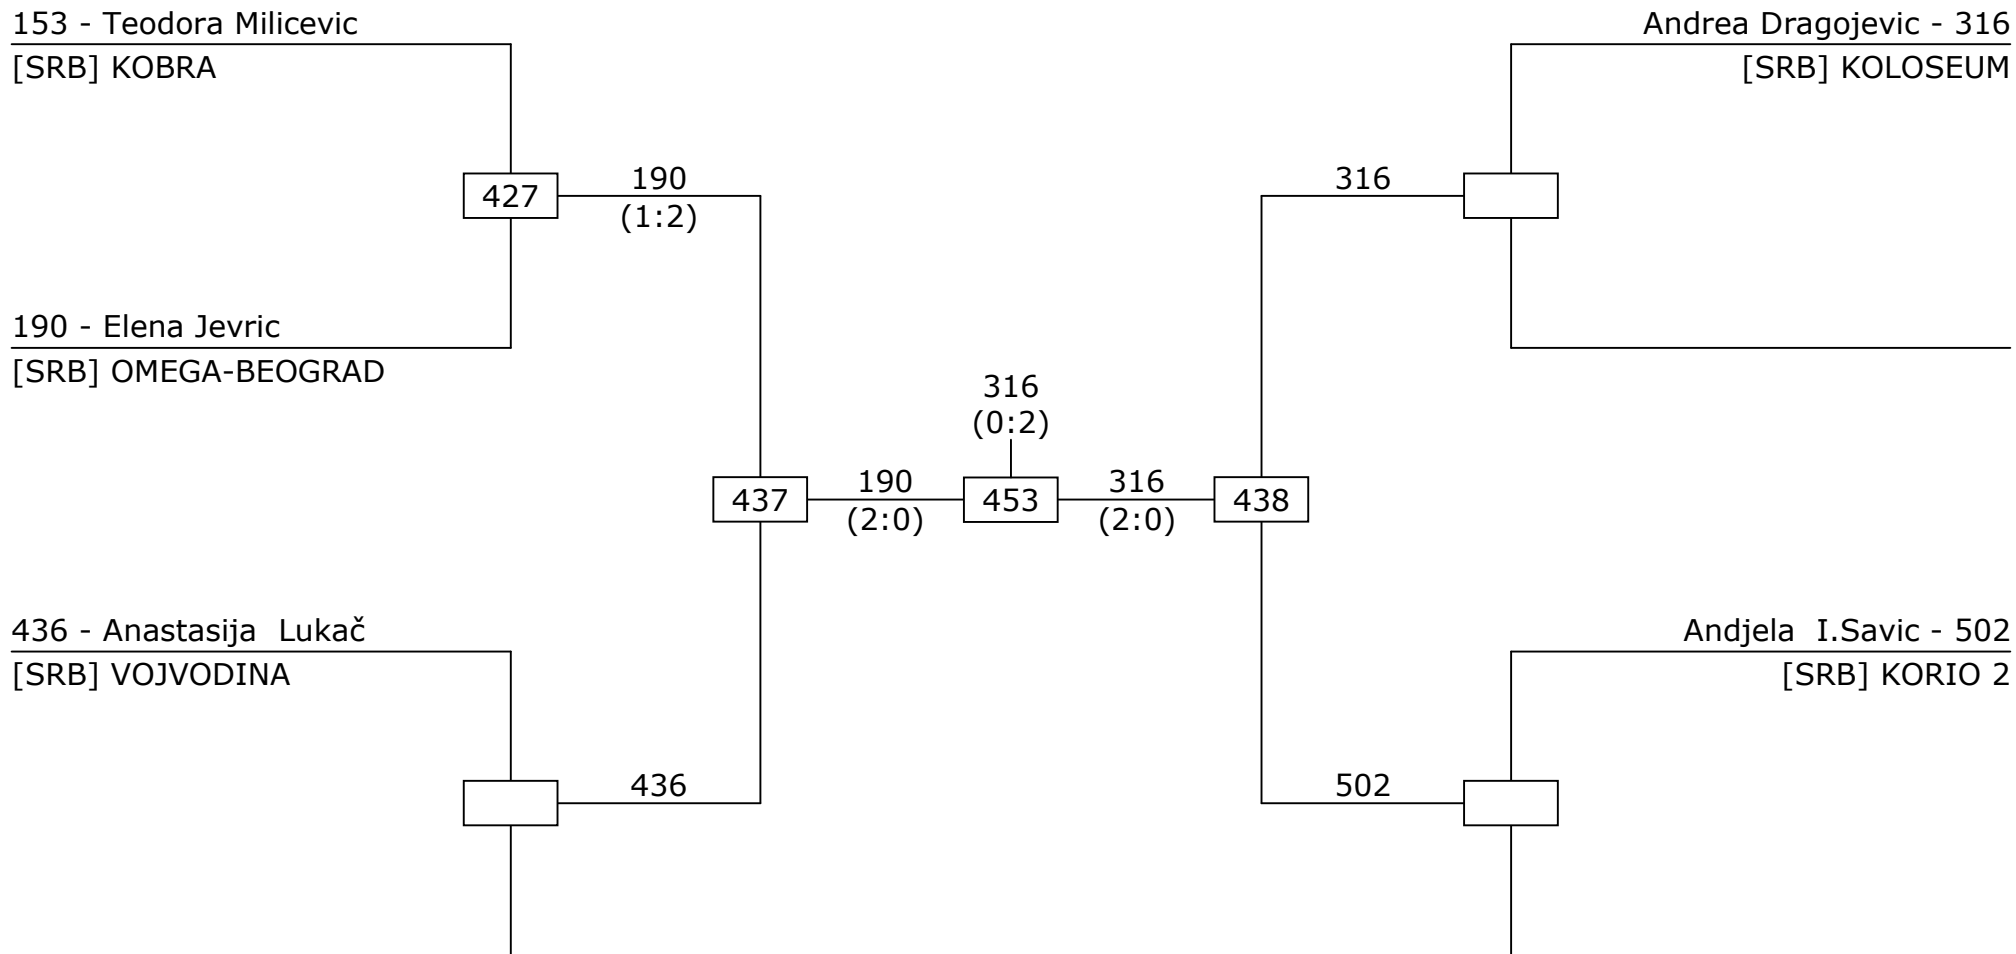 153 - Teodora Milicevic
[SRB] KOBRA
Andrea Dragojevic - 316
[SRB] KOLOSEUM
427
190
(1:2)
316
190 - Elena Jevric
[SRB] OMEGA-BEOGRAD
316
(0:2)
437
190
(2:0)
453
316
(2:0)
438
436 - Anastasija  Lukač
[SRB] VOJVODINA
Andjela  I.Savic - 502
[SRB] KORIO 2
436
502